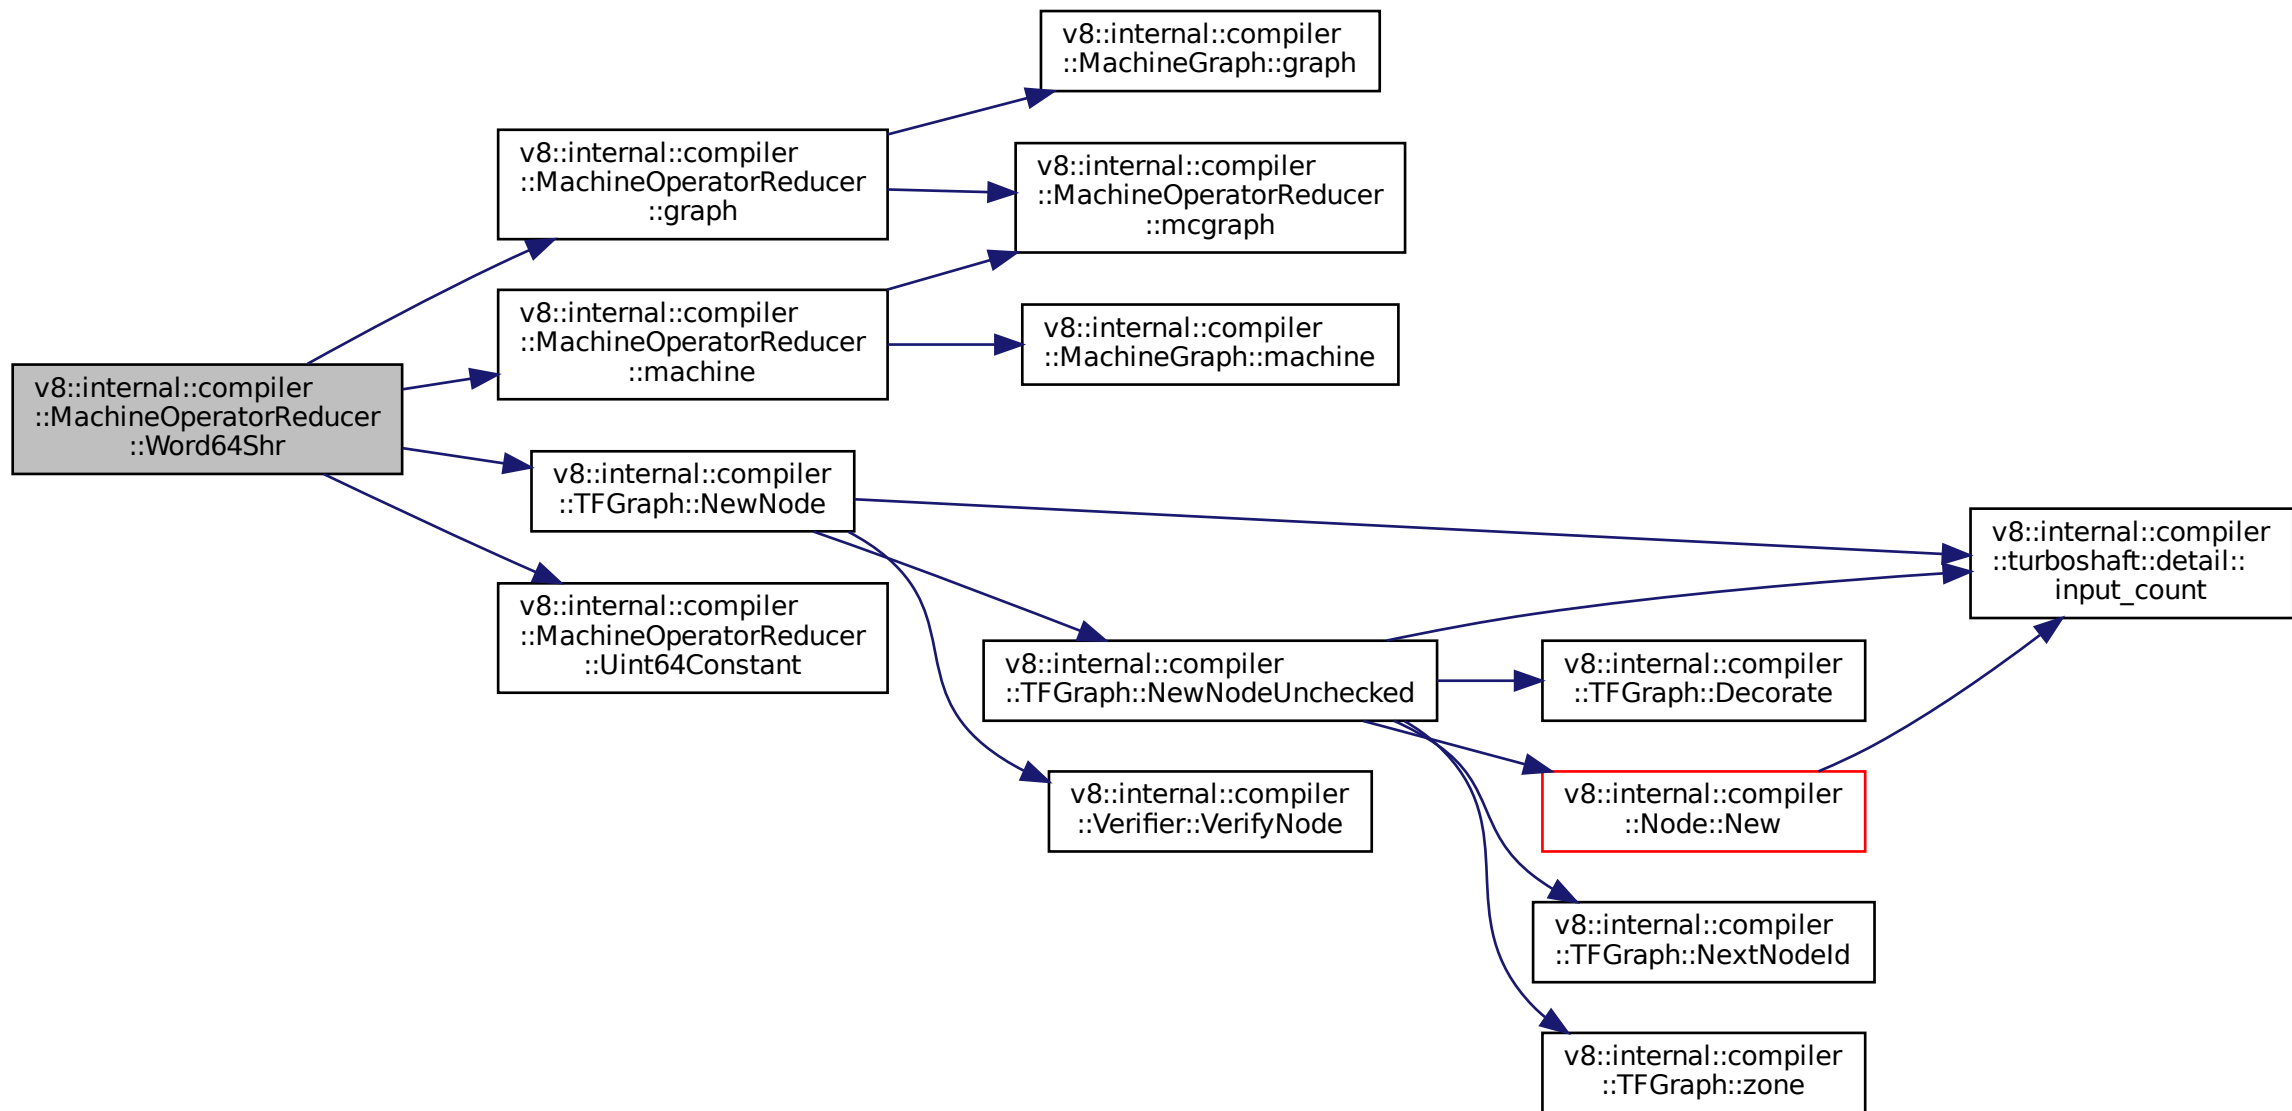 v8::internal::compiler
::MachineGraph::graph
v8::internal::compiler
::MachineOperatorReducer
::graph
v8::internal::compiler
::MachineOperatorReducer
::mcgraph
v8::internal::compiler
::MachineOperatorReducer
::machine
v8::internal::compiler
::MachineGraph::machine
v8::internal::compiler
::MachineOperatorReducer
::Word64Shr
v8::internal::compiler
::TFGraph::NewNode
v8::internal::compiler
::turboshaft::detail::
input_count
v8::internal::compiler
::MachineOperatorReducer
::Uint64Constant
v8::internal::compiler
::TFGraph::NewNodeUnchecked
v8::internal::compiler
::TFGraph::Decorate
v8::internal::compiler
::Verifier::VerifyNode
v8::internal::compiler
::Node::New
v8::internal::compiler
::TFGraph::NextNodeId
v8::internal::compiler
::TFGraph::zone